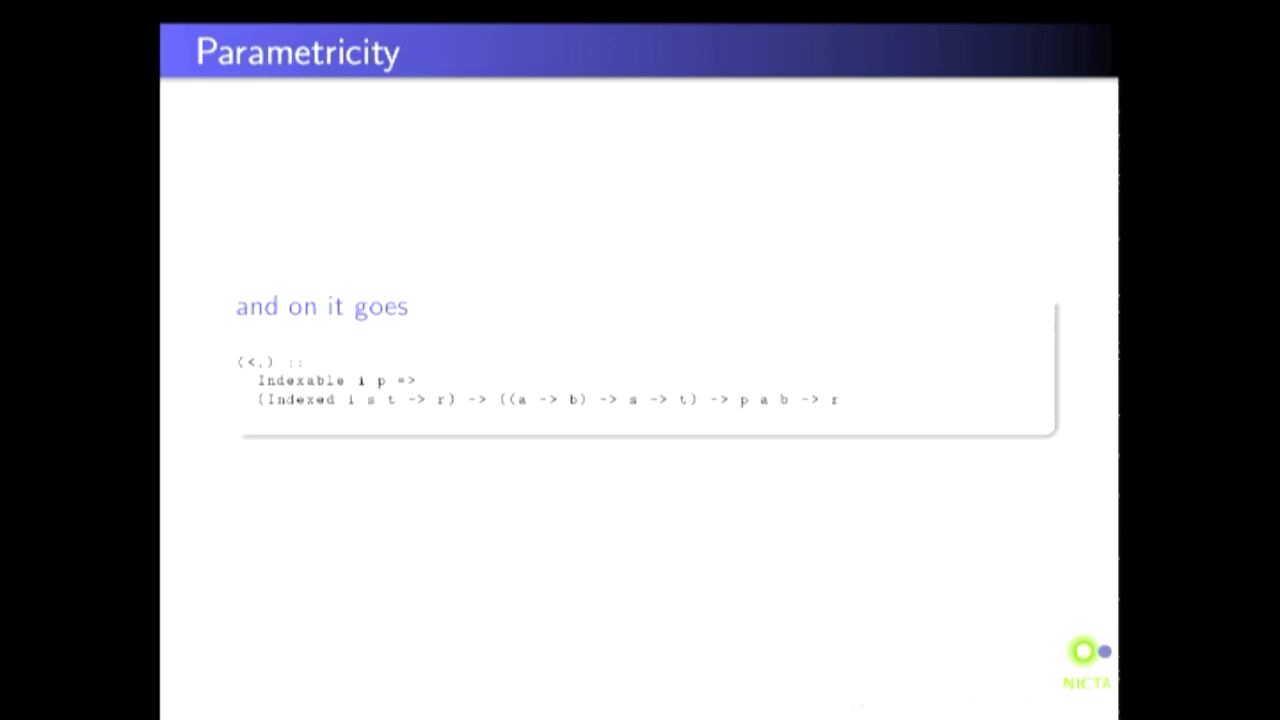 Parametricity
and on it goes
(<.) ::
Indexable i p =>
(Indexed i s t -> r) -> ((a -> b) -> s -> t) -> p a b -> r
NICTA